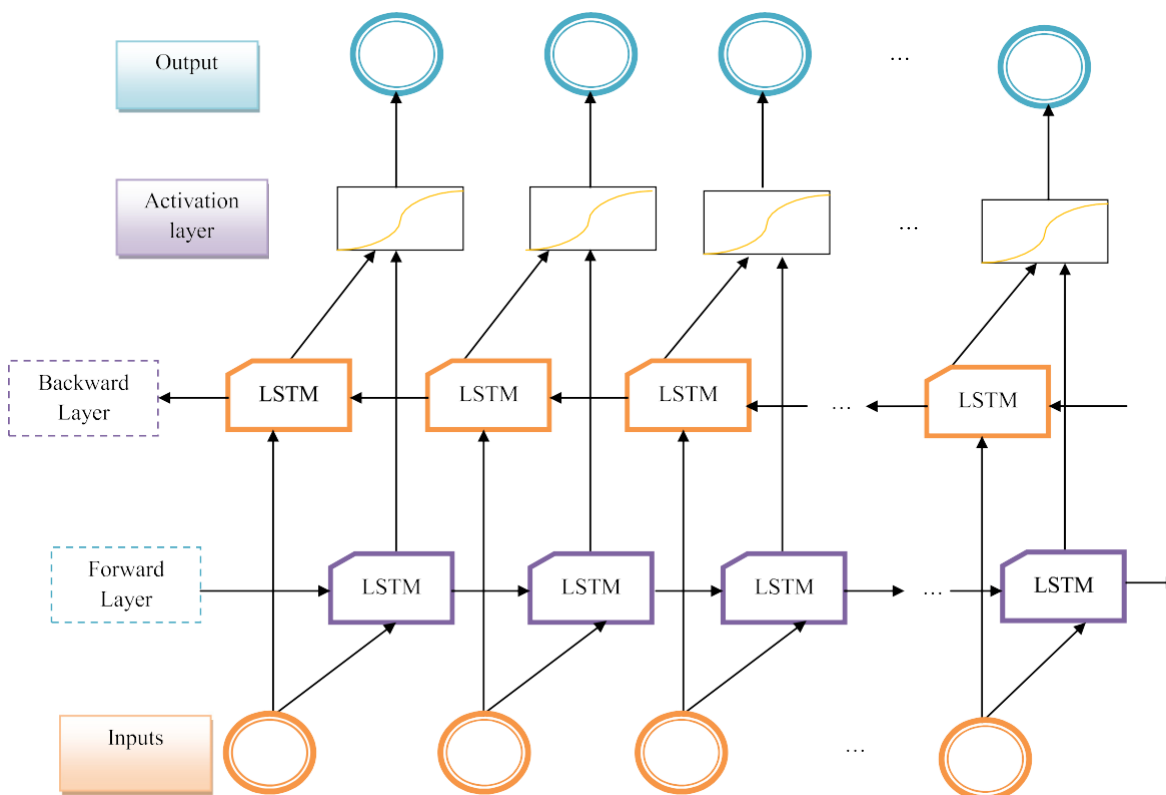 Output
...
Activation
layer
...
Backward
Layer
LSTM
LSTM
LSTM
...
LSTM
Forward
Layer
LSTM
LSTM
LSTM
...
LSTM
Inputs
...